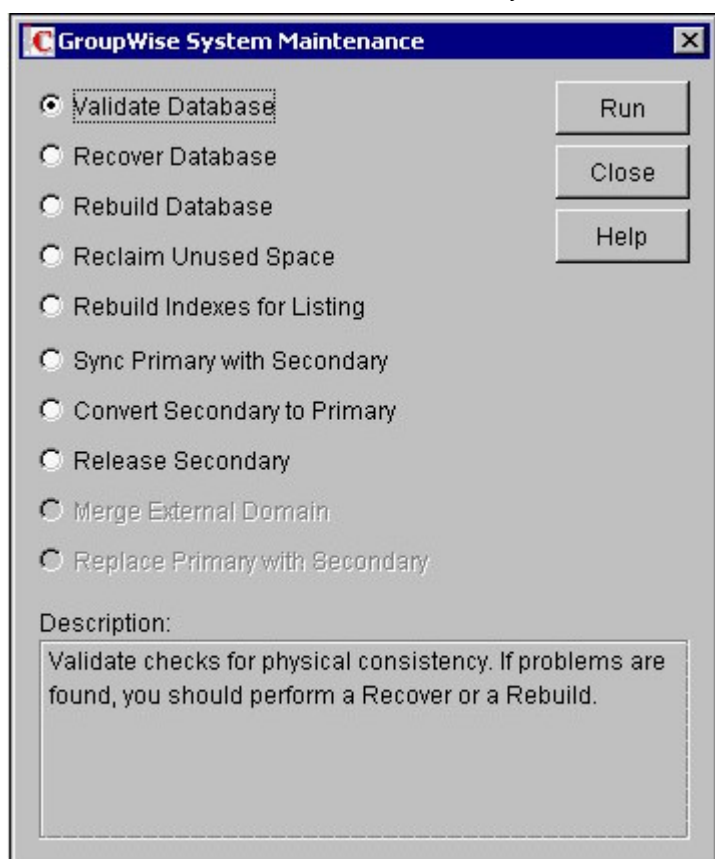 GroupWise System Maintenance
Validate Database
Run
Recover Database
Close
Rebuild Database
Help
Reclaim Unused Space
Rebuild Indexes for Listing
Sync Primary with Secondary
Convert Secondary to Primary
Release Secondary
Merge External Domain
Replace Primary with Secondary
Description:
Validate checks for physical consistency. If problems are
found, you should perform a Recover or a Rebuild.